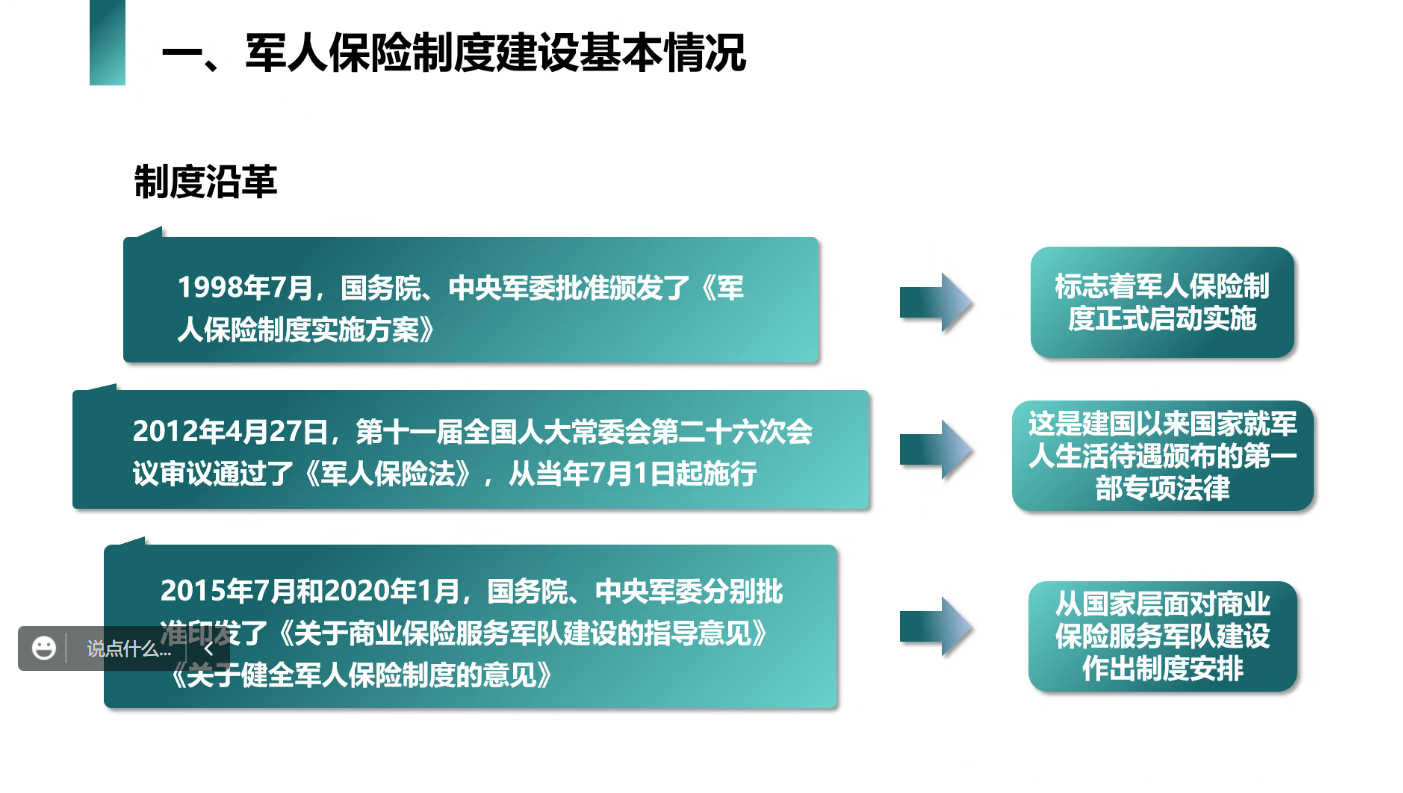 一、军人保险制度建设基本情况
制度沿革
1998年7月，国务院、中央军委批准颁发了《军
人保险制度实施方案》
标志着军人保险制
度正式启动实施
2012年4月27日，第十一届全国人大常委会第二十六次会
议审议通过了《军人保险法》，从当年7月1日起施行
这是建国以来国家就军
人生活待遇颁布的第一
部专项法律
2015年7月和2020年1月，国务院、中央军委分别批
准印发了《关于商业保险服务军队建设的指导意见》
《关于健全军人保险制度的意见》
从国家层面对商业
保险服务军队建设
作出制度安排
说点什么...